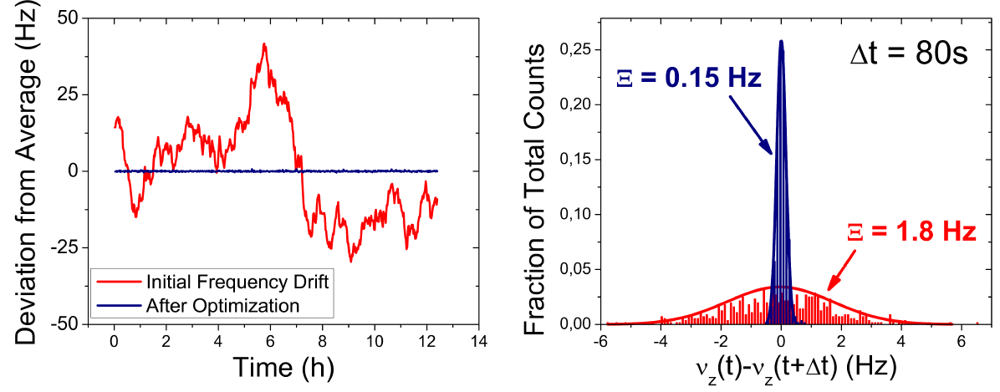 Deviation from Average (Hz)
50
25
0
-25
-50
Initial Frequency Drift
After Optimization
0
2
4
6
8
10
12
14
Time (h)
Fraction of Total Counts
0,25
0,20
0,15
0,10
0,05
0,00
Δt = 80s
Ξ = 0.15 Hz
Ξ = 1.8 Hz
-6
-4
-2
0
2
4
6
ν_z(t)-ν_z(t+Δt) (Hz)